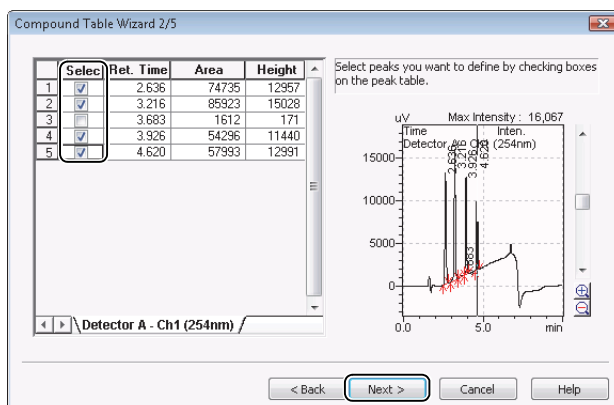 Compound Table Wizard 2/5
Selec Ret. Time Area Height
1 2.636 74735 12957
2 3.216 85923 15028
3 3.683 1612 171
4 3.926 54296 11440
5 4.620 57993 12991
Detector A - Ch1 (254nm)
Select peaks you want to define by checking boxes
on the peak table.
uV Max Intensity : 16,067
Time Inten.
Detector A (254nm)
2.636
3.216
3.926
4.620
15000
10000
5000
0
0.0 5.0 min
< Back Next > Cancel Help